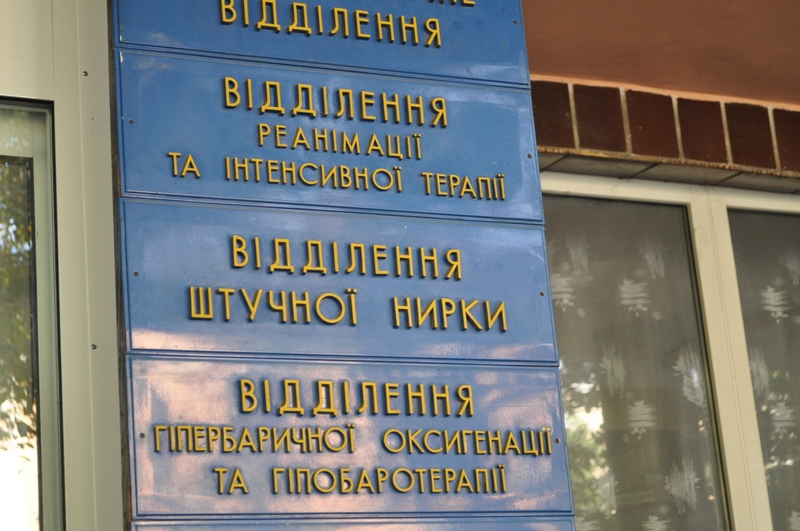 ВІДДІЛЕННЯ
ВІДДІЛЕННЯ
РЕАНІМАЦІЇ
ТА ІНТЕНСИВНОЇ ТЕРАПІЇ
ВІДДІЛЕННЯ
ШТУЧНОЇ НИРКИ
ВІДДІЛЕННЯ
ГІПЕРБАРИЧНОЇ ОКСИГЕНАЦІЇ
ТА ГІПОБАРОТЕРАПІЇ